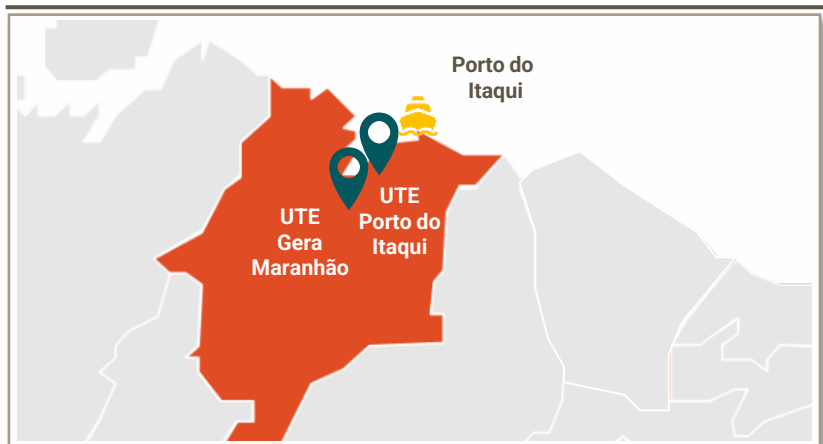 Porto do
Itaqui
UTE
Porto do
Itaqui
UTE
Gera
Maranhão